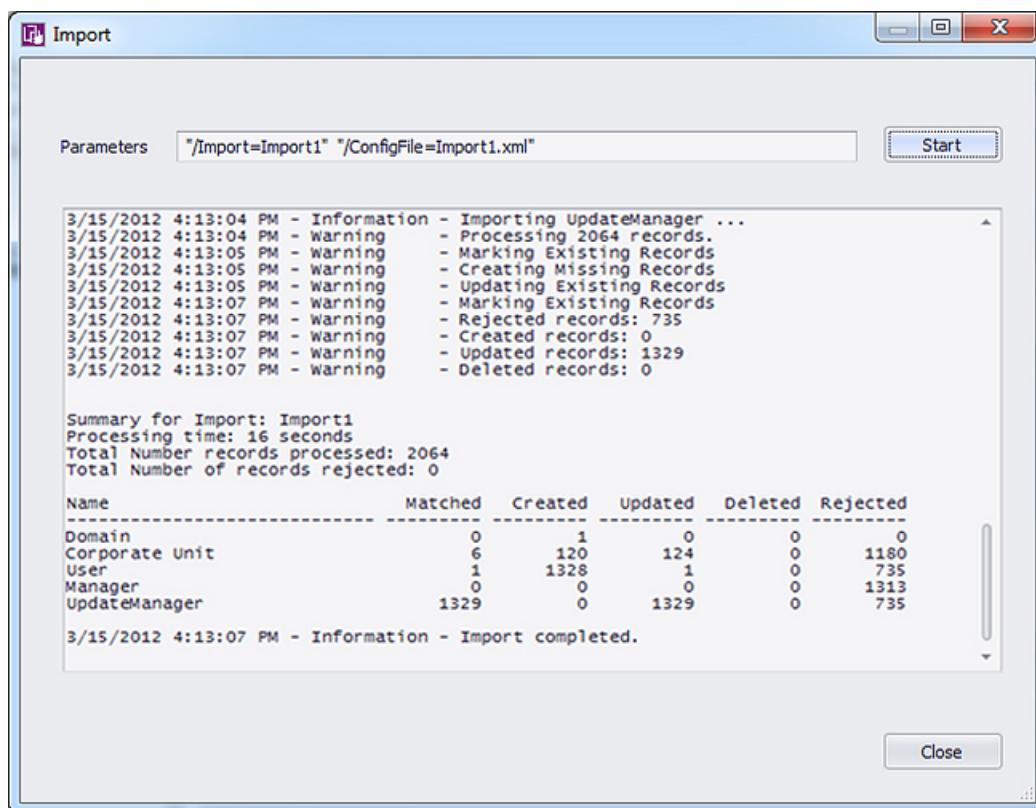 Import
Parameters "/Import=Import1" "/ConfigFile=Import1.xml" Start
3/15/2012 4:13:04 PM - Information - Importing UpdateManager ...
3/15/2012 4:13:04 PM - Warning - Processing 2064 records.
3/15/2012 4:13:05 PM - Warning - Marking Existing Records
3/15/2012 4:13:05 PM - Warning - Creating Missing Records
3/15/2012 4:13:05 PM - Warning - Updating Existing Records
3/15/2012 4:13:07 PM - Warning - Marking Existing Records
3/15/2012 4:13:07 PM - Warning - Rejected records: 735
3/15/2012 4:13:07 PM - Warning - Created records: 0
3/15/2012 4:13:07 PM - Warning - Updated records: 1329
3/15/2012 4:13:07 PM - Warning - Deleted records: 0
Summary for Import: Import1
Processing time: 16 seconds
Total Number records processed: 2064
Total Number of records rejected: 0
Name Matched Created Updated Deleted Rejected
----------------------------- --------- --------- --------- --------- ---------
Domain 0 1 0 0 0
Corporate Unit 6 120 124 0 1180
User 1 1328 1 0 735
Manager 0 0 0 0 1313
UpdateManager 1329 0 1329 0 735
3/15/2012 4:13:07 PM - Information - Import completed.
Close